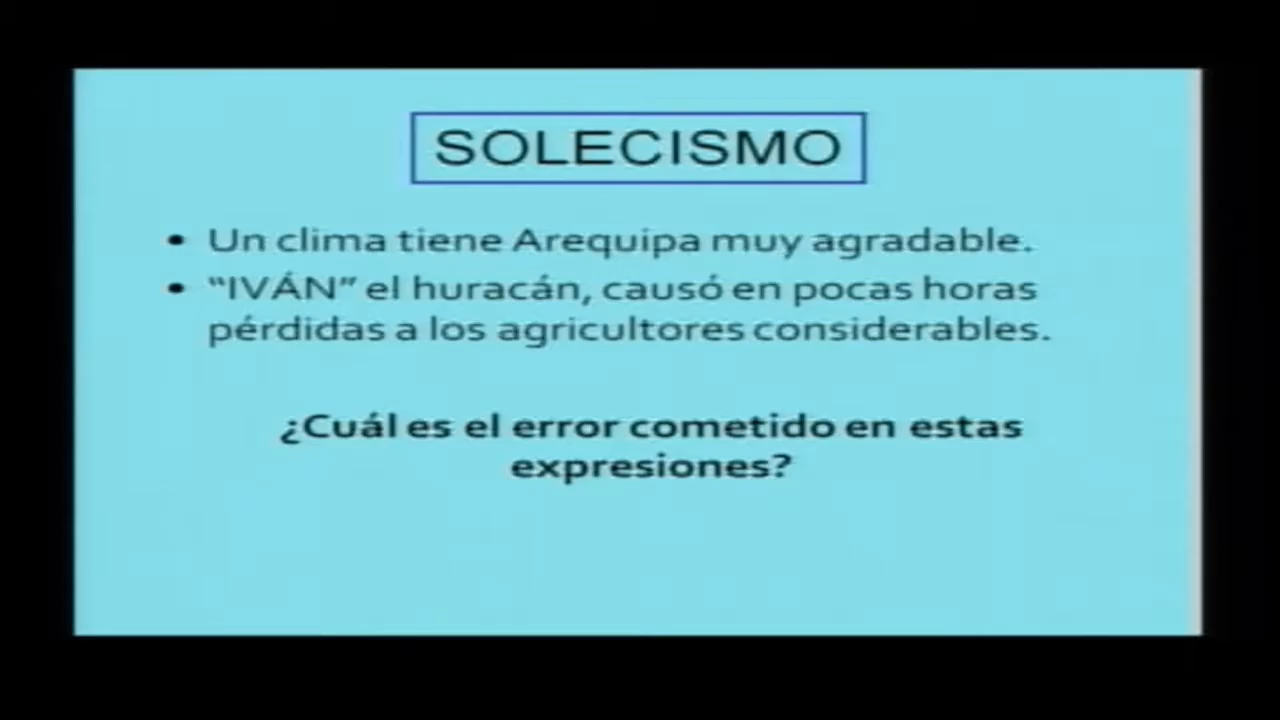 SOLECISMO
• Un clima tiene Arequipa muy agradable.
• “IVÁN” el huracán, causó en pocas horas
pérdidas a los agricultores considerables.
¿Cuál es el error cometido en estas
expresiones?